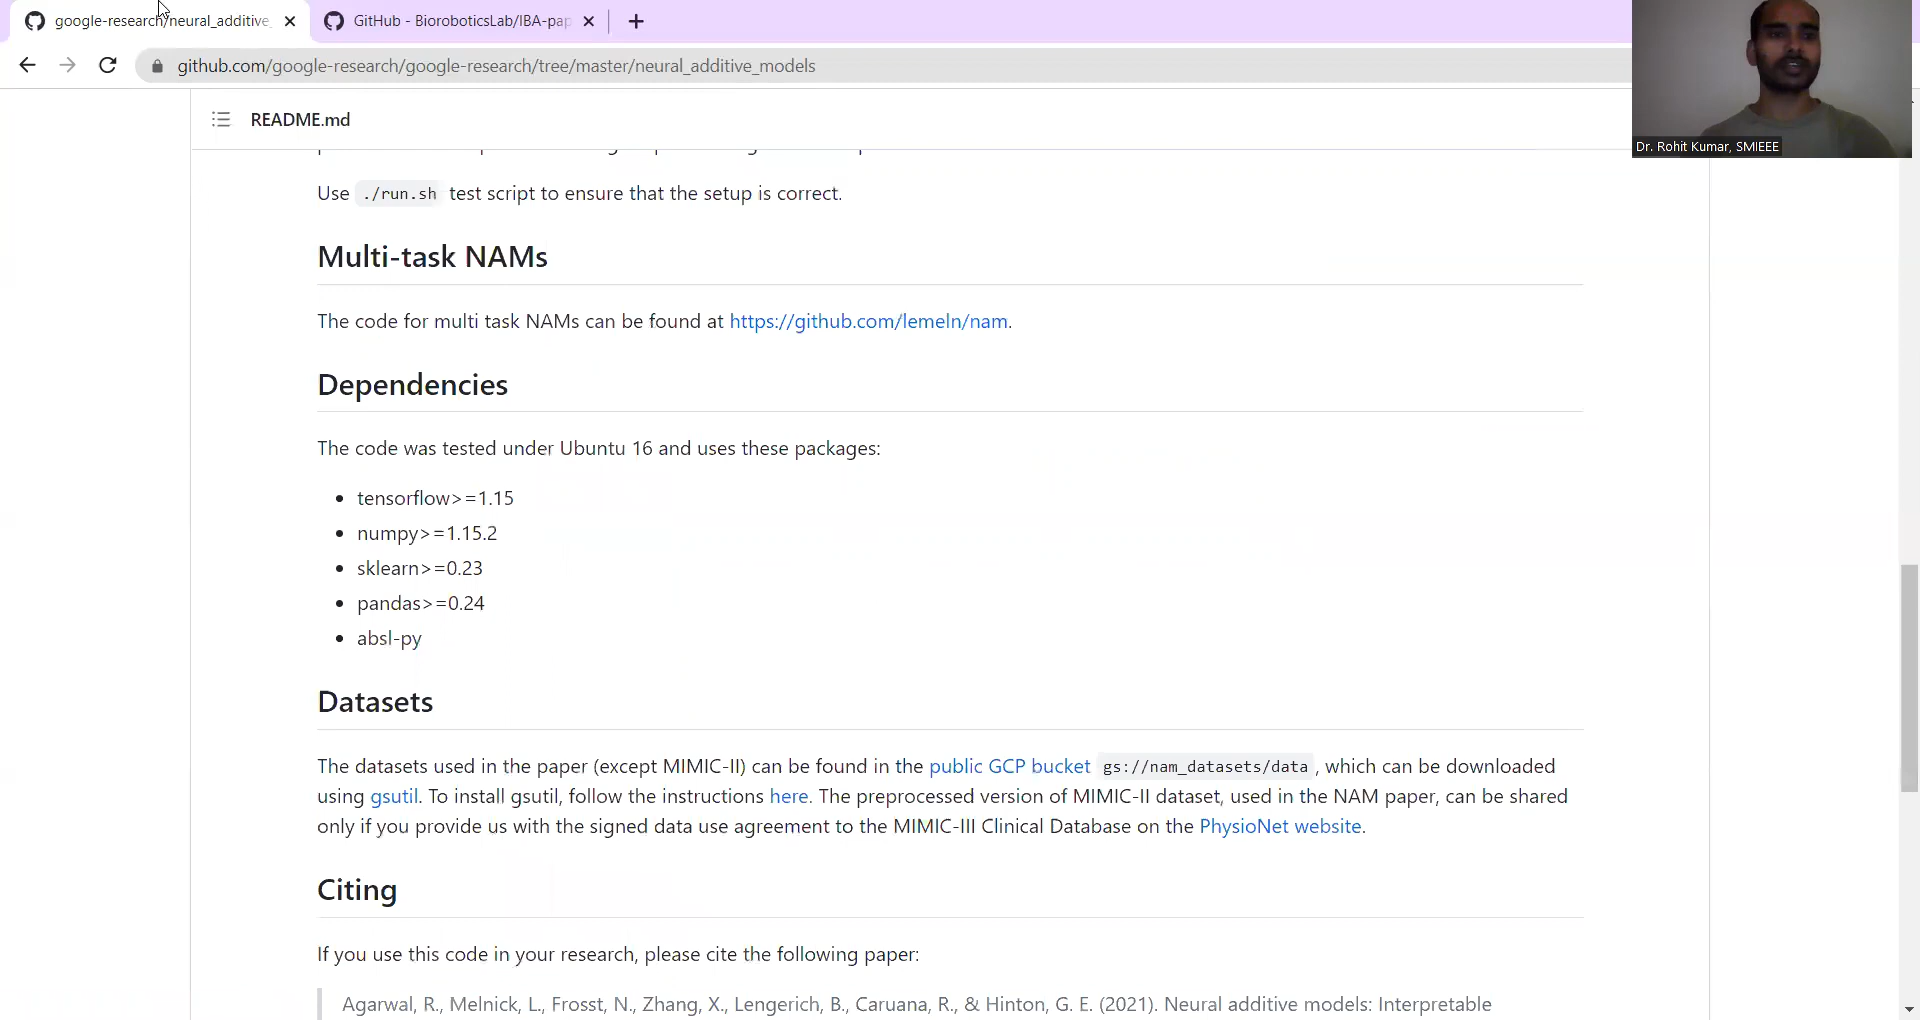 google-research/neural_additive_
GitHub - BioroboticsLab/IBA-pap
github.com/google-research/google-research/tree/master/neural_additive_models
Dr. Rohit Kumar, SMIEEE
README.md
Use ./run.sh test script to ensure that the setup is correct.
Multi-task NAMs
The code for multi task NAMs can be found at https://github.com/lemeln/nam.
Dependencies
The code was tested under Ubuntu 16 and uses these packages:
• tensorflow>=1.15
• numpy>=1.15.2
• sklearn>=0.23
• pandas>=0.24
• absl-py
Datasets
The datasets used in the paper (except MIMIC-II) can be found in the public GCP bucket gs://nam_datasets/data, which can be downloaded
using gsutil. To install gsutil, follow the instructions here. The preprocessed version of MIMIC-II dataset, used in the NAM paper, can be shared
only if you provide us with the signed data use agreement to the MIMIC-III Clinical Database on the PhysioNet website.
Citing
If you use this code in your research, please cite the following paper:
Agarwal, R., Melnick, L., Frosst, N., Zhang, X., Lengerich, B., Caruana, R., & Hinton, G. E. (2021). Neural additive models: Interpretable